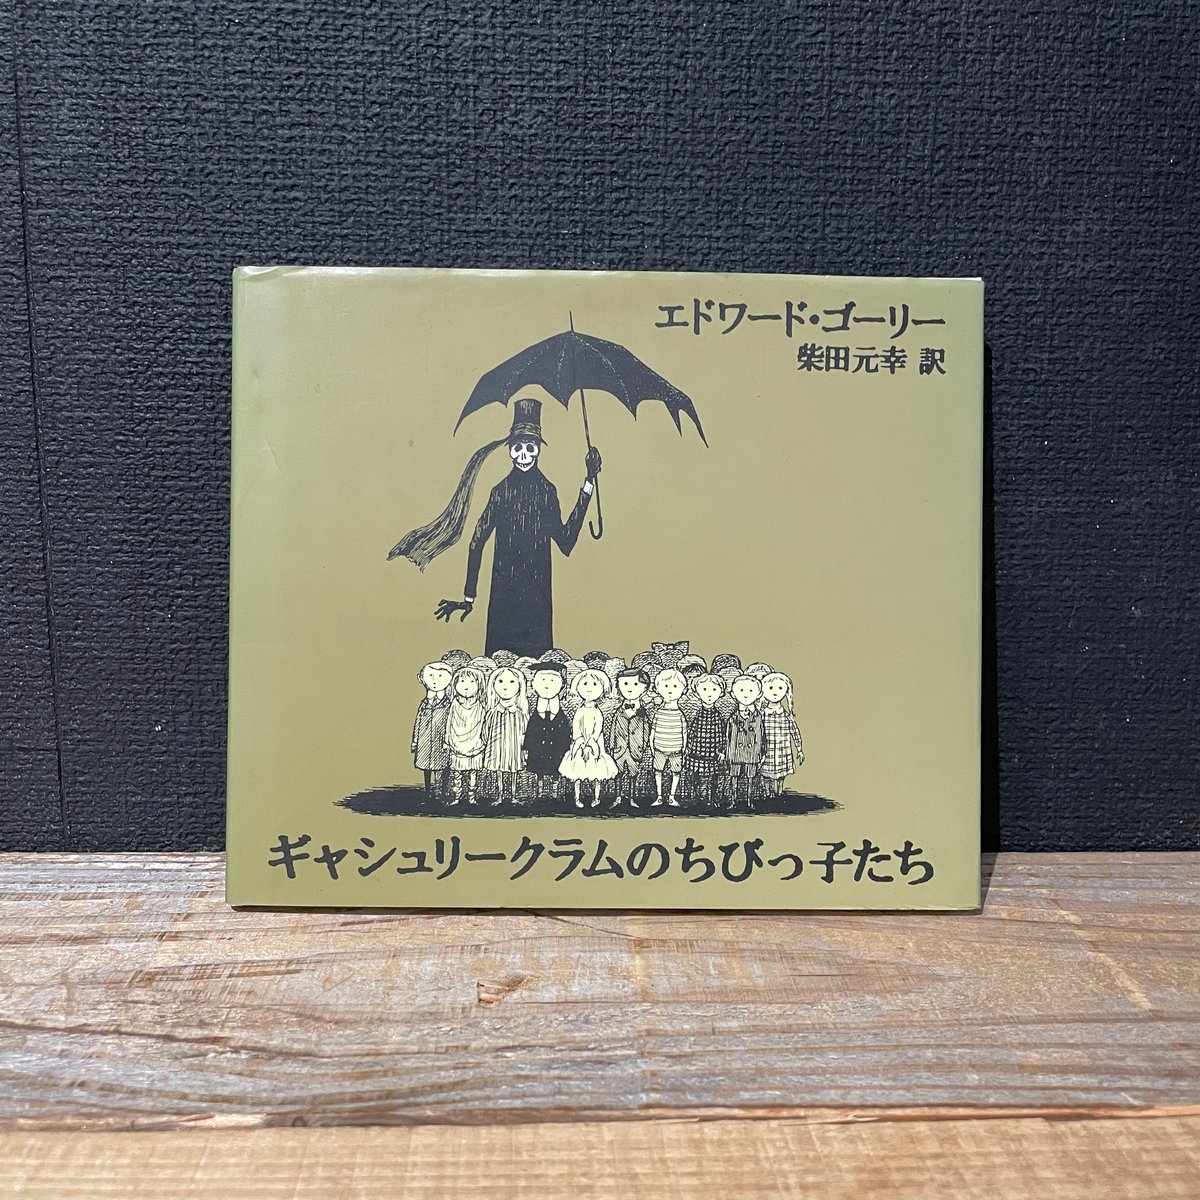 エドワード・ゴーリー
柴田元幸 訳
ギャシュリークラムのちびっ子たち